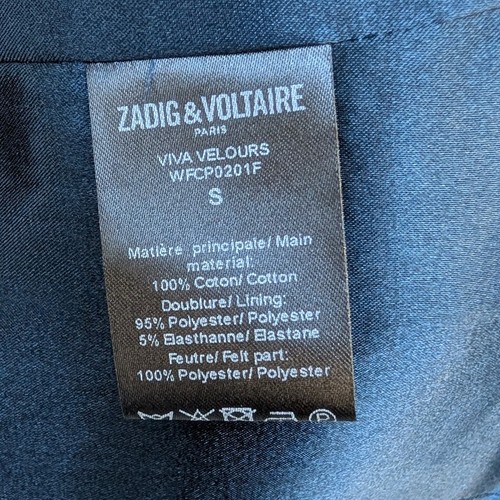 ZADIG & VOLTAIRE
PARIS
VIVA VELOURS
WFCP0201F
S
Matière principale/ Main
material:
100% Coton/ Cotton
Doublure/ Lining:
95% Polyester/ Polyester
5% Elasthanne/ Elastane
Feutre/ Felt part:
100% Polyester/ Polyester
P